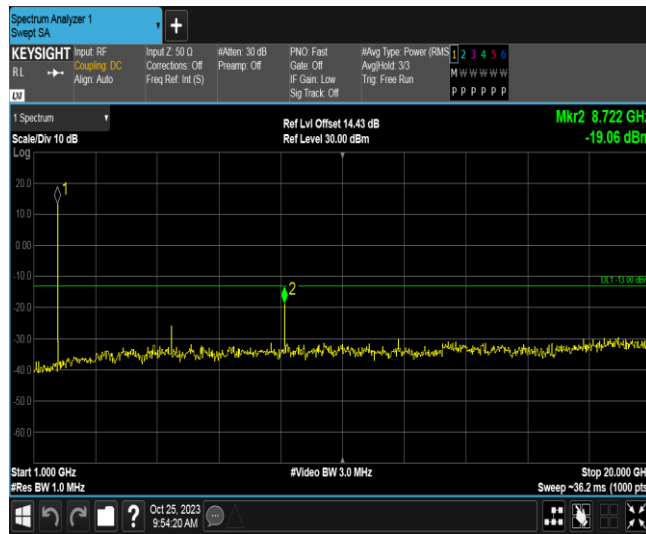 Spectrum Analyzer 1
Swept SA
+
KEYSIGHT Input: RF Input Z: 50 Ω #Atten: 30 dB PNO: Fast #Avg Type: Power (RMS 1 2 3 4 5 6
RL Coupling: DC Corrections: Off Preamp: Off Gate: Off Avg|Hold: 3/3 M W W W W W
Align: Auto Freq Ref: Int (S) IF Gain: Low Trig: Free Run
LXI Sig Track: Off P P P P P P
1 Spectrum Ref Lvl Offset 14.43 dB Mkr2 8.722 GHz
Scale/Div 10 dB Ref Level 30.00 dBm -19.06 dBm
Log
20.0
1
10.0
0.00
-10.0
DL1 -13.00 dBm
2
-20.0
-30.0
-40.0
-50.0
-60.0
Start 1.000 GHz #Video BW 3.0 MHz Stop 20.000 GH
#Res BW 1.0 MHz Sweep ~36.2 ms (1000 pts
? Oct 25, 2023
9:54:20 AM